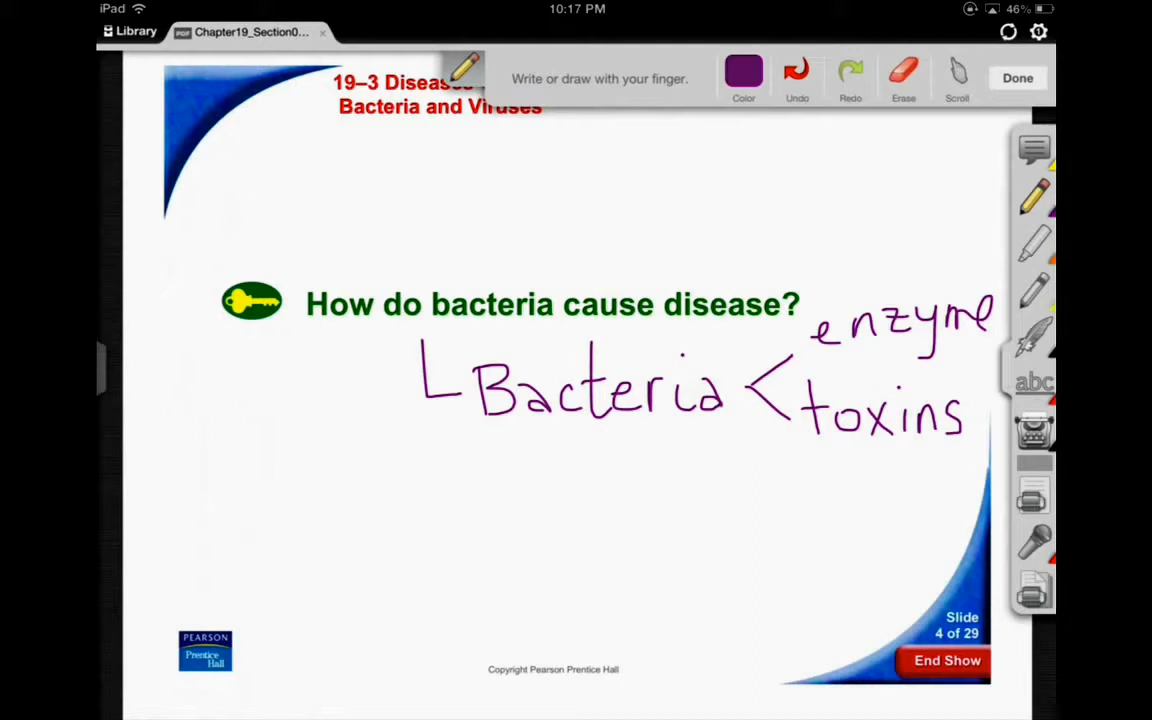 iPad 10:17 PM 46%
Library Chapter19_Section0...
Write or draw with your finger. Color Undo Redo Erase Scroll Done
19–3 Diseas
Bacteria and Viruses
abc
How do bacteria cause disease?
enzyme
Bacteria
toxins
Slide
4 of 29
End Show
PEARSON
Prentice
Hall
Copyright Pearson Prentice Hall